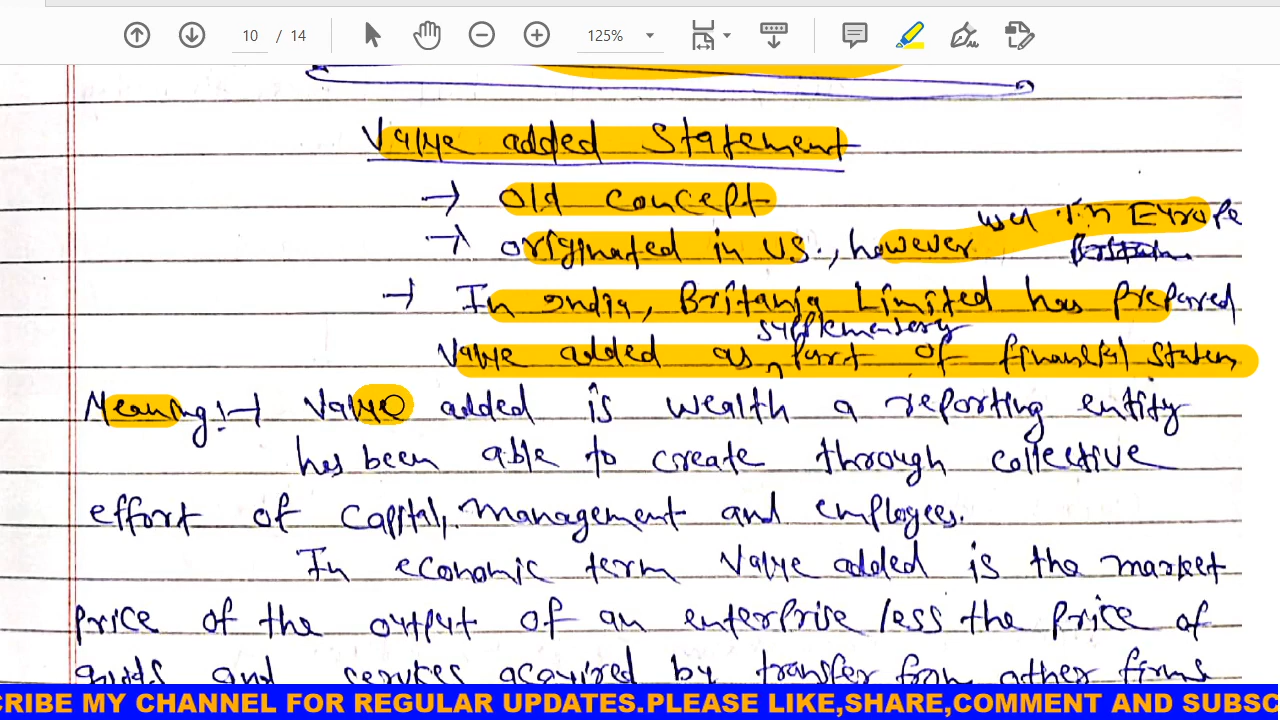 10 / 14 125%
Value added Statement
→ old concept
→ originated in US., however used in Europe
→ In India, Britania Limited has prepared
Value added as supplementary part of financial Statem
Meaning:→ Value added is wealth a reporting entity
has been able to create through collective
effort of capital, management and employees.
In economic term Value added is the market
price of the output of an enterprise less the price of
goods and services acquired by transfer from other firms
CRIBE MY CHANNEL FOR REGULAR UPDATES.PLEASE LIKE,SHARE,COMMENT AND SUBSC